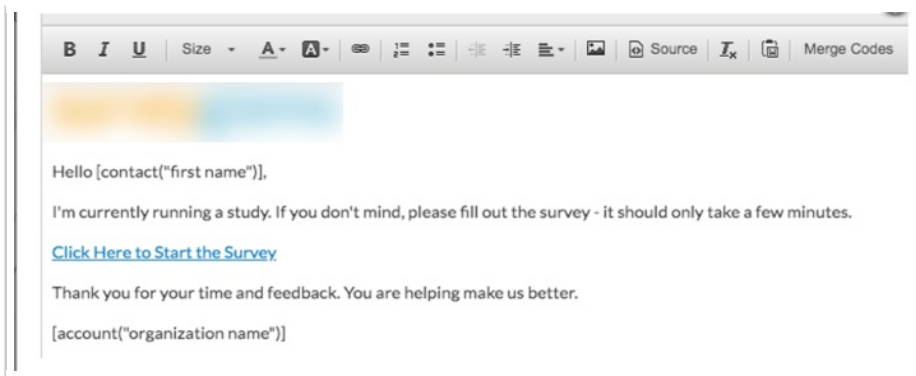 B I U Size A A Source Tx Merge Codes
Hello [contact("first name")],
I'm currently running a study. If you don't mind, please fill out the survey - it should only take a few minutes.
Click Here to Start the Survey
Thank you for your time and feedback. You are helping make us better.
[account("organization name")]